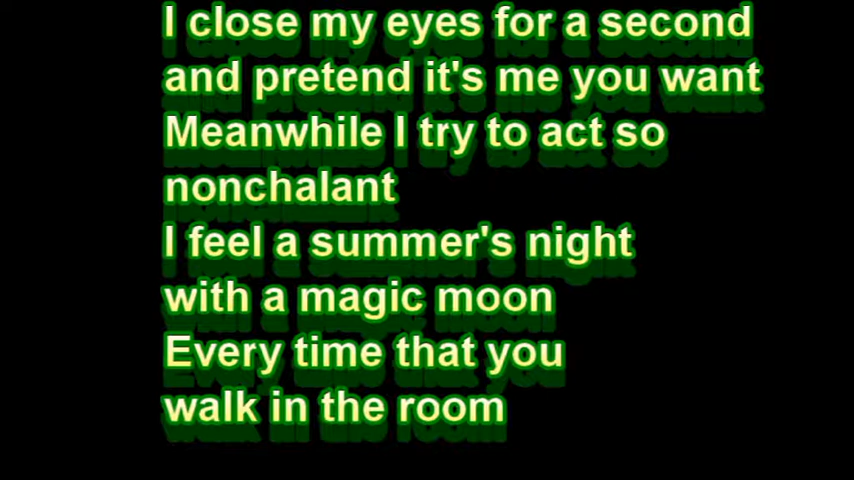 I close my eyes for a second
and pretend it's me you want
Meanwhile I try to act so
nonchalant
I feel a summer's night
with a magic moon
Every time that you
walk in the room